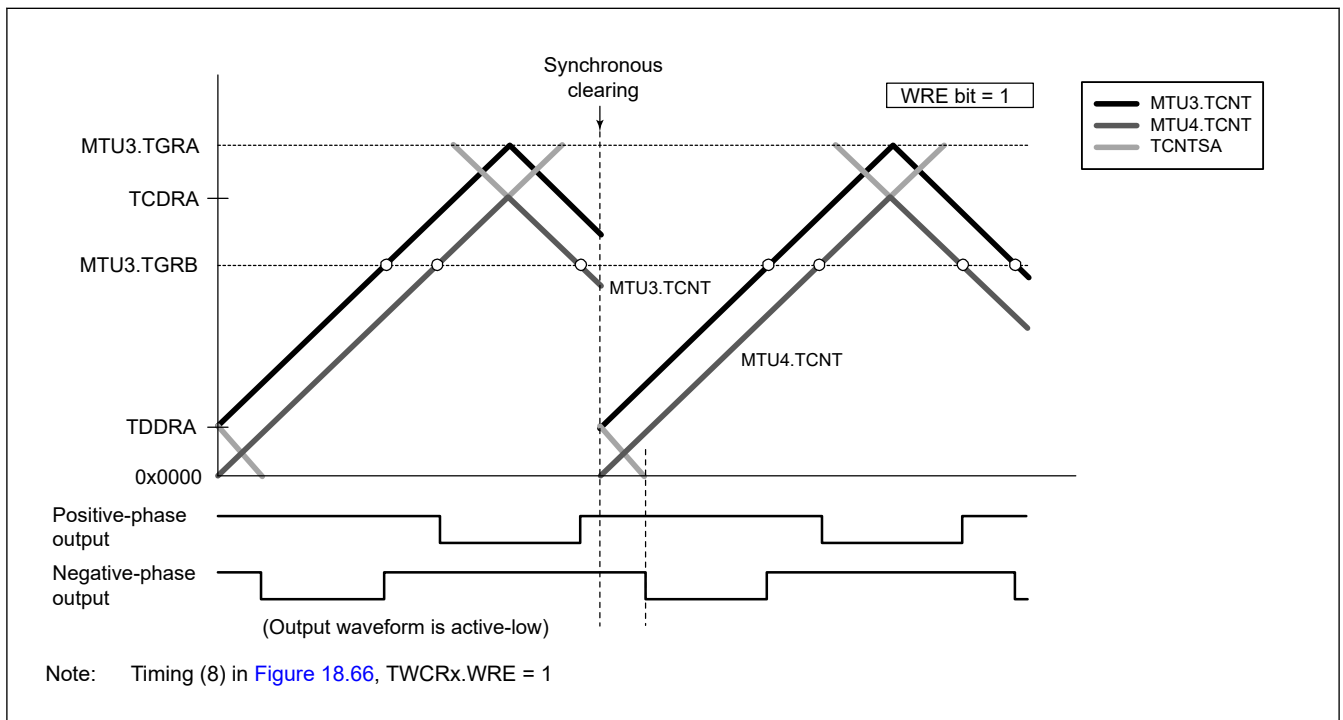 Synchronous
clearing
WRE bit = 1
MTU3.TCNT
MTU4.TCNT
TCNTSA
MTU3.TGRA
TCDRA
MTU3.TGRB
MTU3.TCNT
MTU4.TCNT
TDDRA
0x0000
Positive-phase
output
Negative-phase
output
(Output waveform is active-low)
Note: Timing (8) in Figure 18.66, TWCRx.WRE = 1